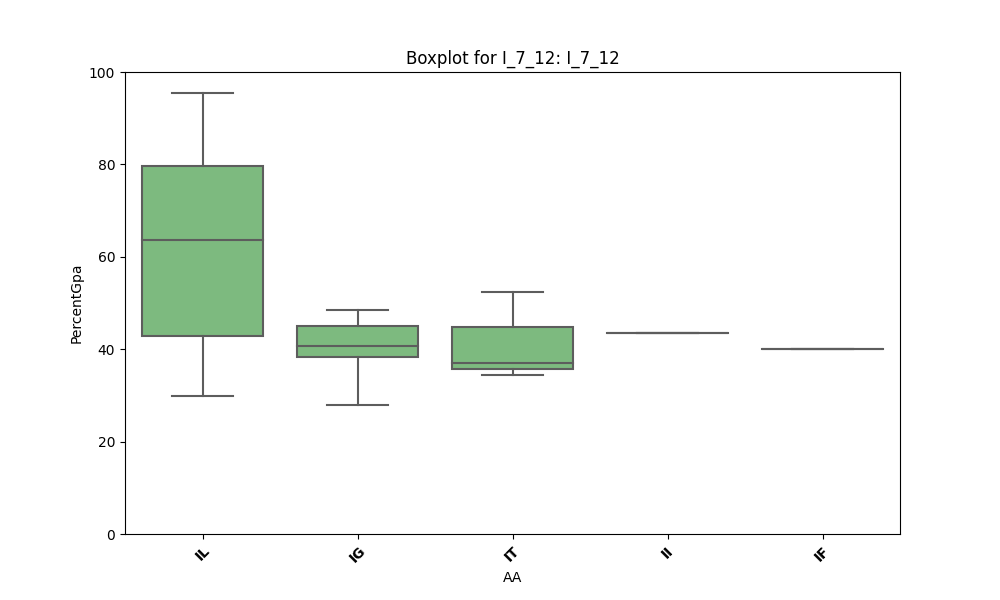 Boxplot for I_7_12: I_7_12
100
80
60
40
20
0
PercentGpa
IL
IG
IT
II
IF
AA